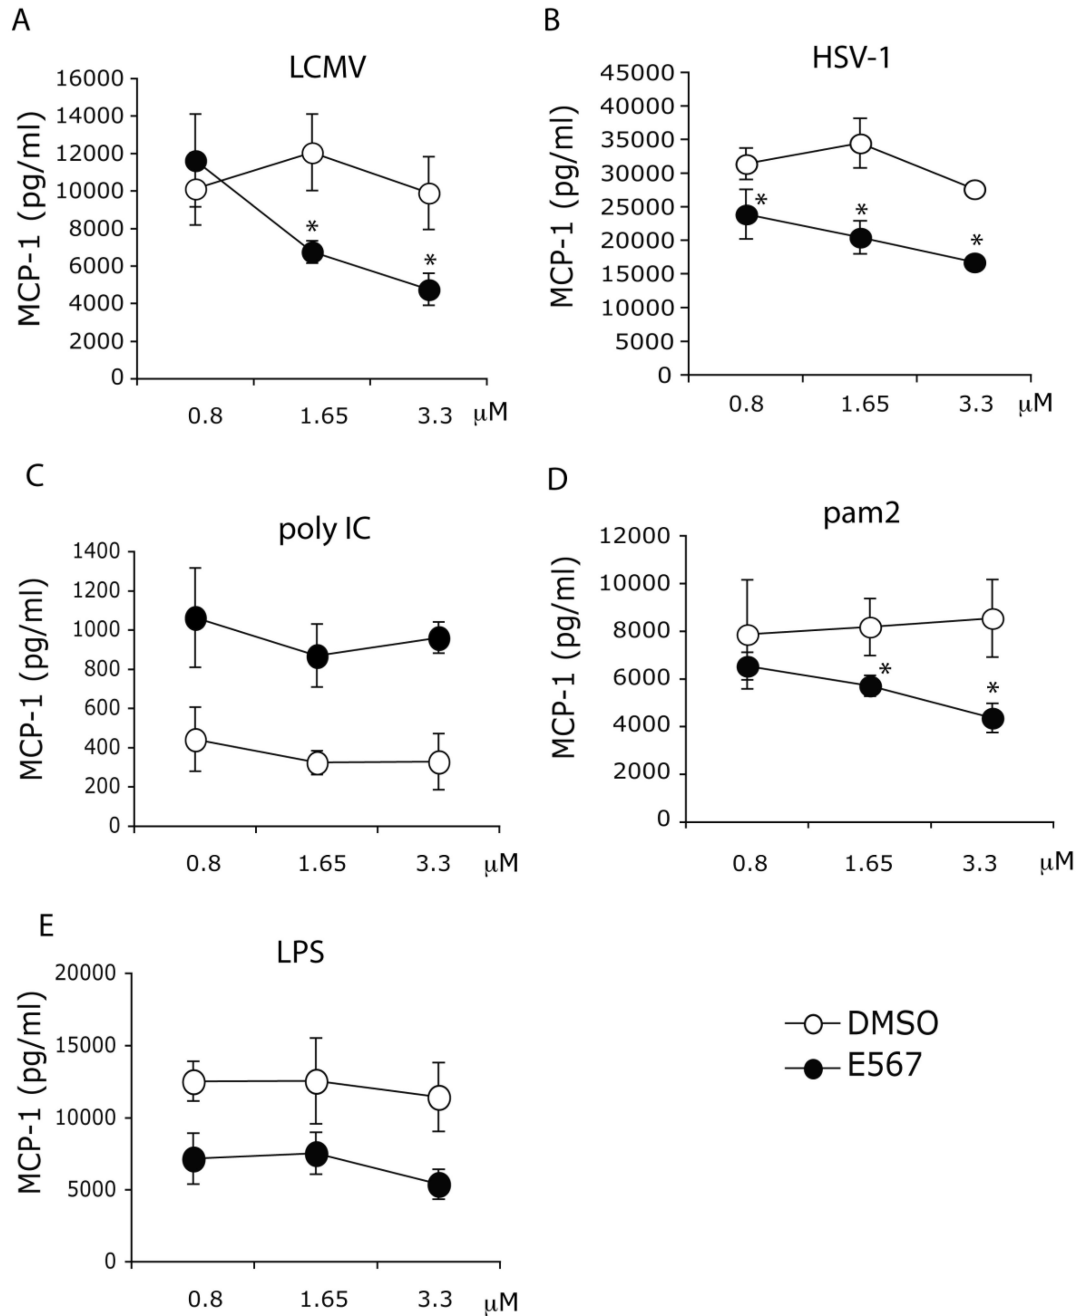 A
LCMV
MCP-1 (pg/ml)
16000
14000
12000
10000
8000
6000
4000
2000
0
*
*
0.8 1.65 3.3 μM
B
HSV-1
MCP-1 (pg/ml)
45000
40000
35000
30000
25000
20000
15000
10000
5000
0
*
*
*
0.8 1.65 3.3 μM
C
poly IC
MCP-1 (pg/ml)
1400
1200
1000
800
600
400
200
0
0.8 1.65 3.3 μM
D
pam2
MCP-1 (pg/ml)
12000
10000
8000
6000
4000
2000
0
*
*
0.8 1.65 3.3 μM
E
LPS
MCP-1 (pg/ml)
20000
15000
10000
5000
0
0.8 1.65 3.3 μM
DMSO
E567